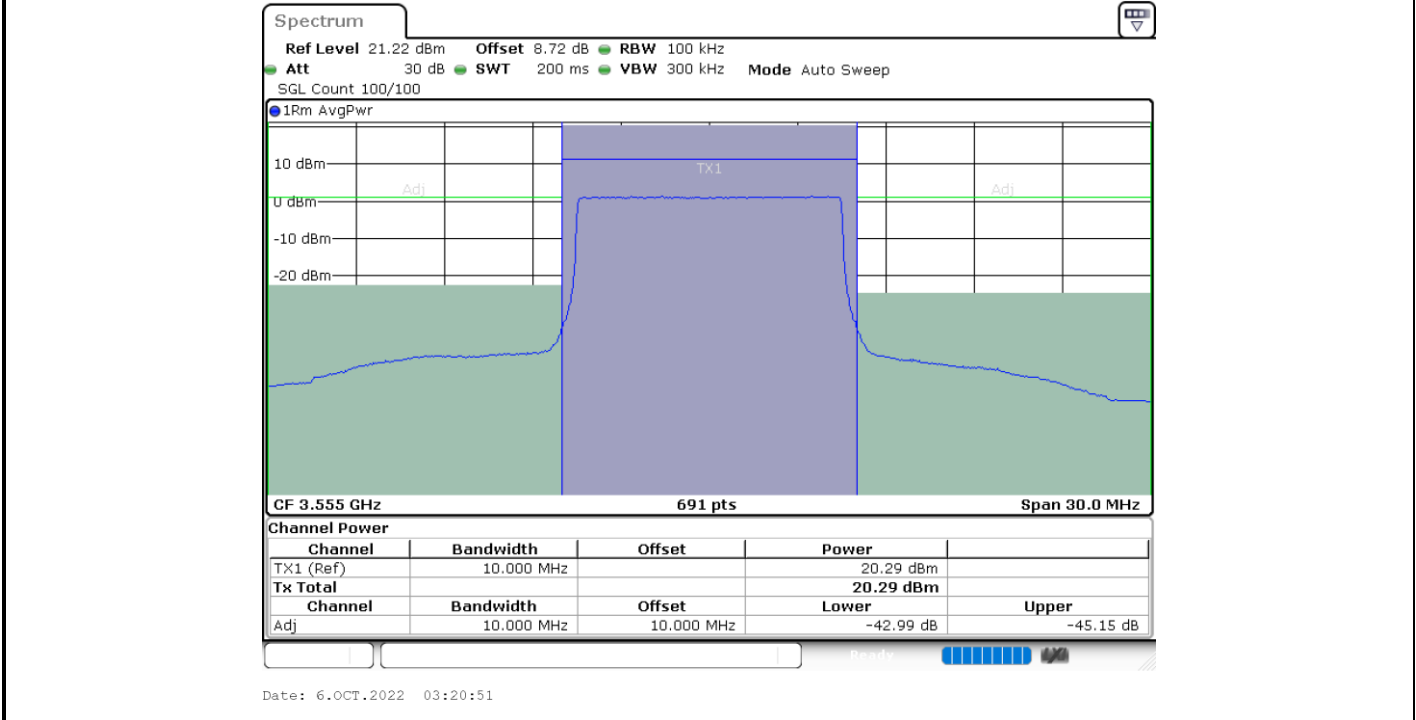 Spectrum
Ref Level 21.22 dBm Offset 8.72 dB RBW 100 kHz
Att 30 dB SWT 200 ms VBW 300 kHz Mode Auto Sweep
SGL Count 100/100
1Rm AvgPwr
10 dBm
TX1
Adj Adj
0 dBm
-10 dBm
-20 dBm
CF 3.555 GHz 691 pts Span 30.0 MHz
Channel Power
Channel Bandwidth Offset Power
TX1 (Ref) 10.000 MHz 20.29 dBm
Tx Total 20.29 dBm
Channel Bandwidth Offset Lower Upper
Adj 10.000 MHz 10.000 MHz -42.99 dB -45.15 dB
Ready
Date: 6.OCT.2022 03:20:51